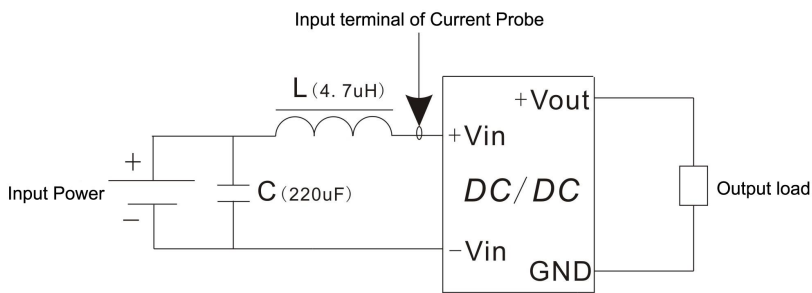 Input terminal of Current Probe
L (4. 7uH)
+Vout
+
+Vin
Input Power
C (220uF)
DC/DC
Output load
−
−Vin
GND